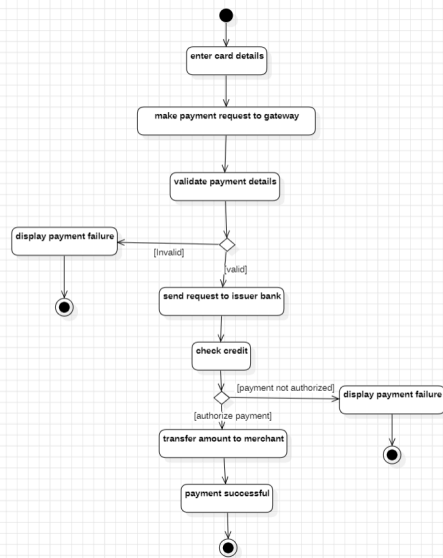 enter card details
make payment request to gateway
validate payment details
display payment failure
[Invalid]
[valid]
send request to issuer bank
check credit
[payment not authorized]
display payment failure
[authorize payment]
transfer amount to merchant
payment successful